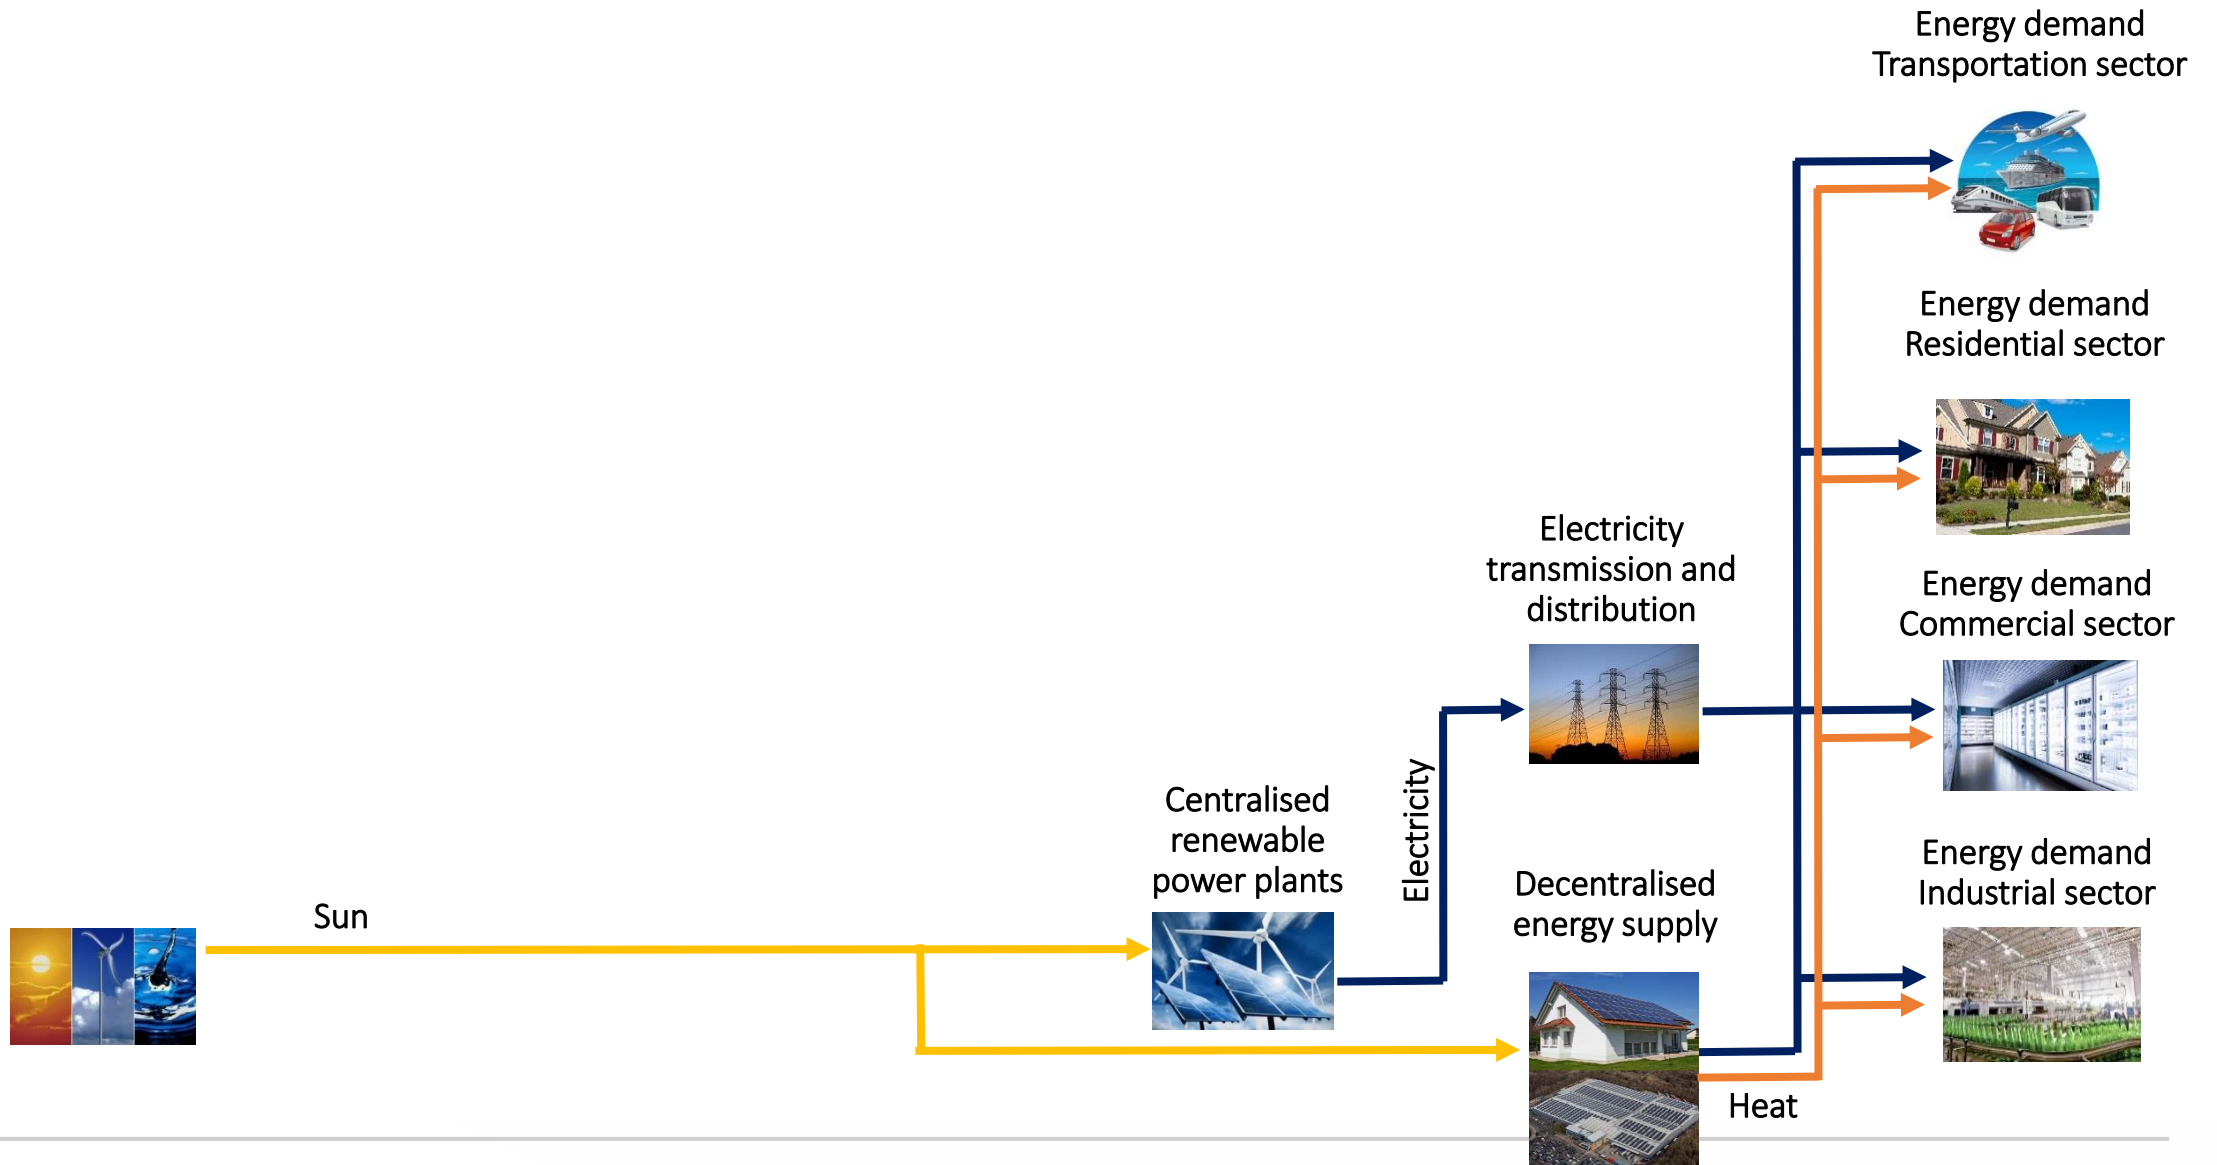 Energy demand
Transportation sector
Energy demand
Residential sector
Electricity
transmission and
distribution
Energy demand
Commercial sector
Centralised
renewable
power plants
Electricity
Decentralised
energy supply
Energy demand
Industrial sector
Sun
Heat